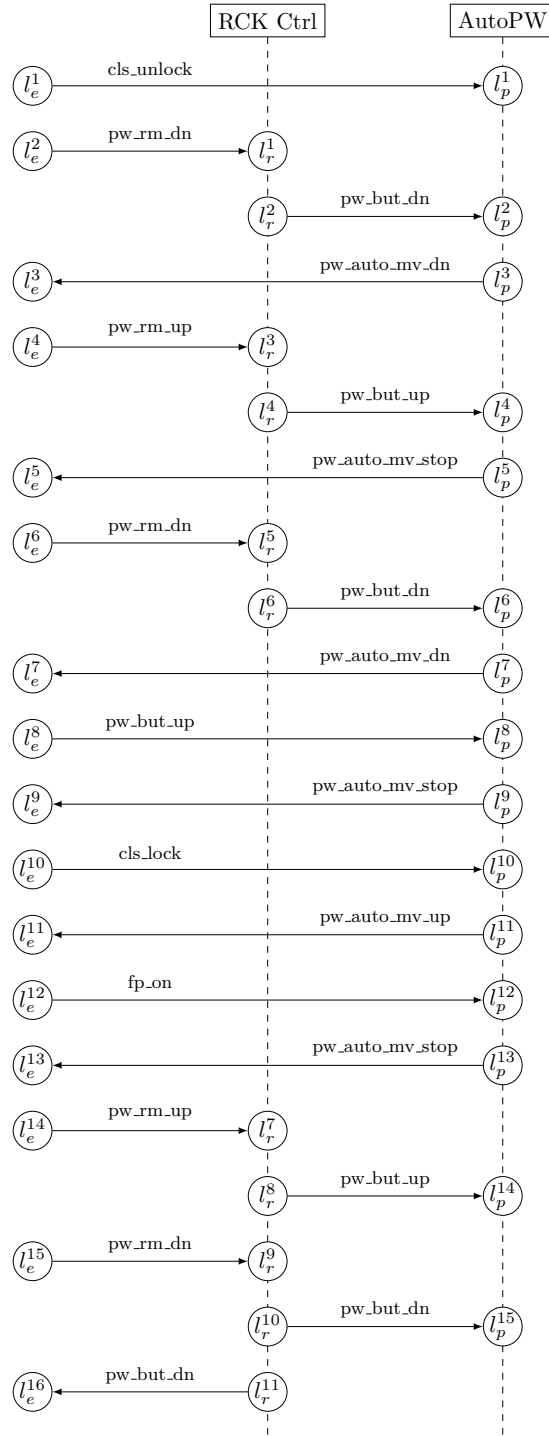 RCK Ctrl AutoPW
cls_unlock
l_e^1 l_p^1
pw_rm_dn
l_e^2 l_r^1
pw_but_dn
l_r^2 l_p^2
pw_auto_mv_dn
l_e^3 l_p^3
pw_rm_up
l_e^4 l_r^3
pw_but_up
l_r^4 l_p^4
pw_auto_mv_stop
l_e^5 l_p^5
pw_rm_dn
l_e^6 l_r^5
pw_but_dn
l_r^6 l_p^6
pw_auto_mv_dn
l_e^7 l_p^7
pw_but_up
l_e^8 l_p^8
pw_auto_mv_stop
l_e^9 l_p^9
cls_lock
l_e^10 l_p^10
pw_auto_mv_up
l_e^11 l_p^11
fp_on
l_e^12 l_p^12
pw_auto_mv_stop
l_e^13 l_p^13
pw_rm_up
l_e^14 l_r^7
pw_but_up
l_r^8 l_p^14
pw_rm_dn
l_e^15 l_r^9
pw_but_dn
l_r^10 l_p^15
pw_but_dn
l_e^16 l_r^11